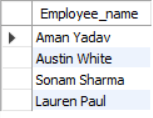 Employee_name
Aman Yadav
Austin White
Sonam Sharma
Lauren Paul